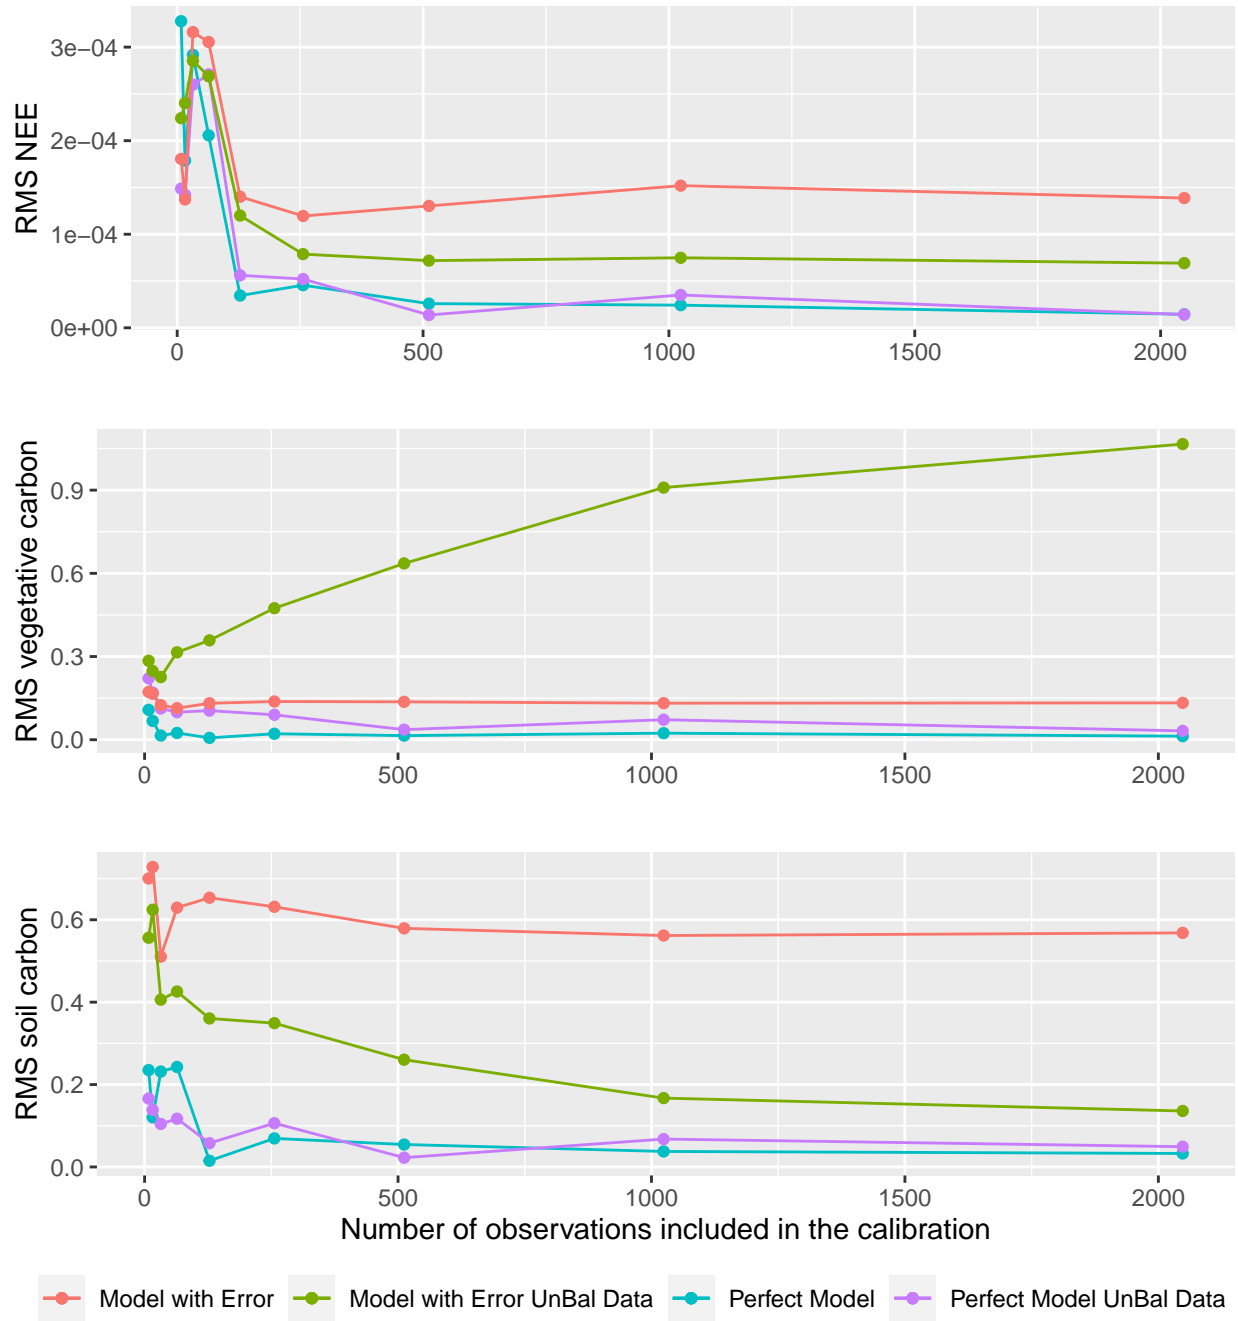 RMS NEE
3e−04
2e−04
1e−04
0e+00
0 500 1000 1500 2000
RMS vegetative carbon
0.9
0.6
0.3
0.0
0 500 1000 1500 2000
RMS soil carbon
0.6
0.4
0.2
0.0
0 500 1000 1500 2000
Number of observations included in the calibration
Model with Error Model with Error UnBal Data Perfect Model Perfect Model UnBal Data